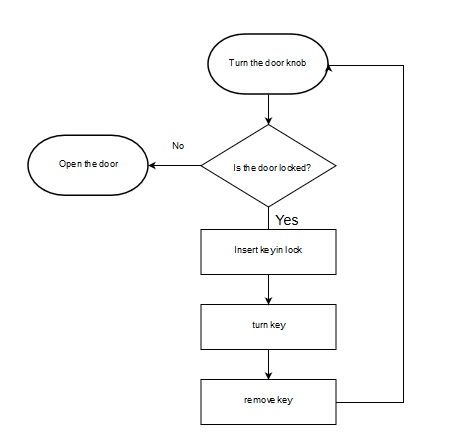 Turn the door knob
No
Open the door
Is the door locked?
Yes
Insert key in lock
turn key
remove key